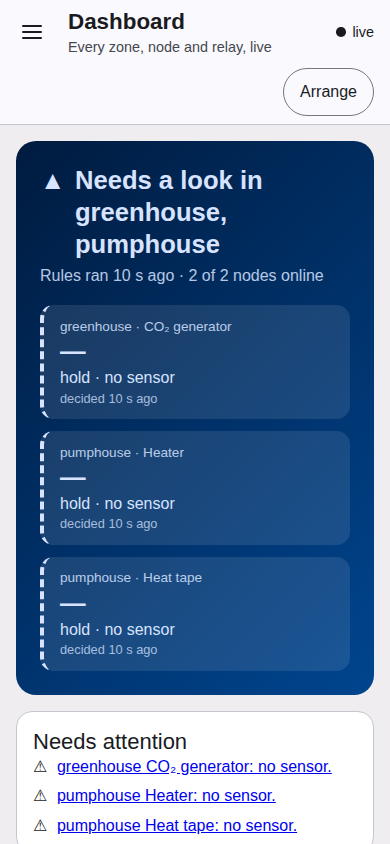 Dashboard
Every zone, node and relay, live
live
Arrange
▲ Needs a look in
greenhouse,
pumphouse
Rules ran 10 s ago · 2 of 2 nodes online
greenhouse · CO₂ generator
—
hold · no sensor
decided 10 s ago
pumphouse · Heater
—
hold · no sensor
decided 10 s ago
pumphouse · Heat tape
—
hold · no sensor
decided 10 s ago
Needs attention
⚠ greenhouse CO₂ generator: no sensor.
⚠ pumphouse Heater: no sensor.
⚠ pumphouse Heat tape: no sensor.